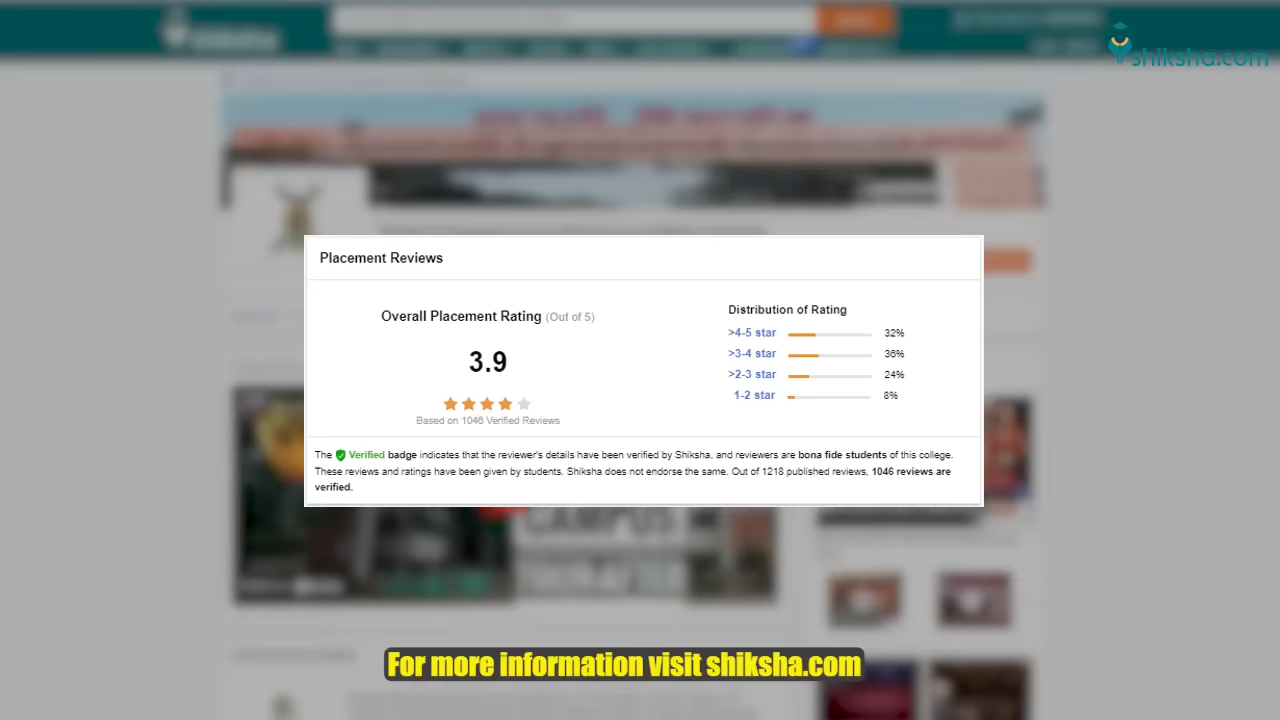 shiksha.com
Placement Reviews
Overall Placement Rating (Out of 5)
3.9
Based on 1046 Verified Reviews
Distribution of Rating
>4-5 star 32%
>3-4 star 36%
>2-3 star 24%
1-2 star 8%
The Verified badge indicates that the reviewer's details have been verified by Shiksha, and reviewers are bona fide students of this college.
These reviews and ratings have been given by students. Shiksha does not endorse the same. Out of 1218 published reviews, 1046 reviews are
verified.
CAMPUS
For more information visit shiksha.com